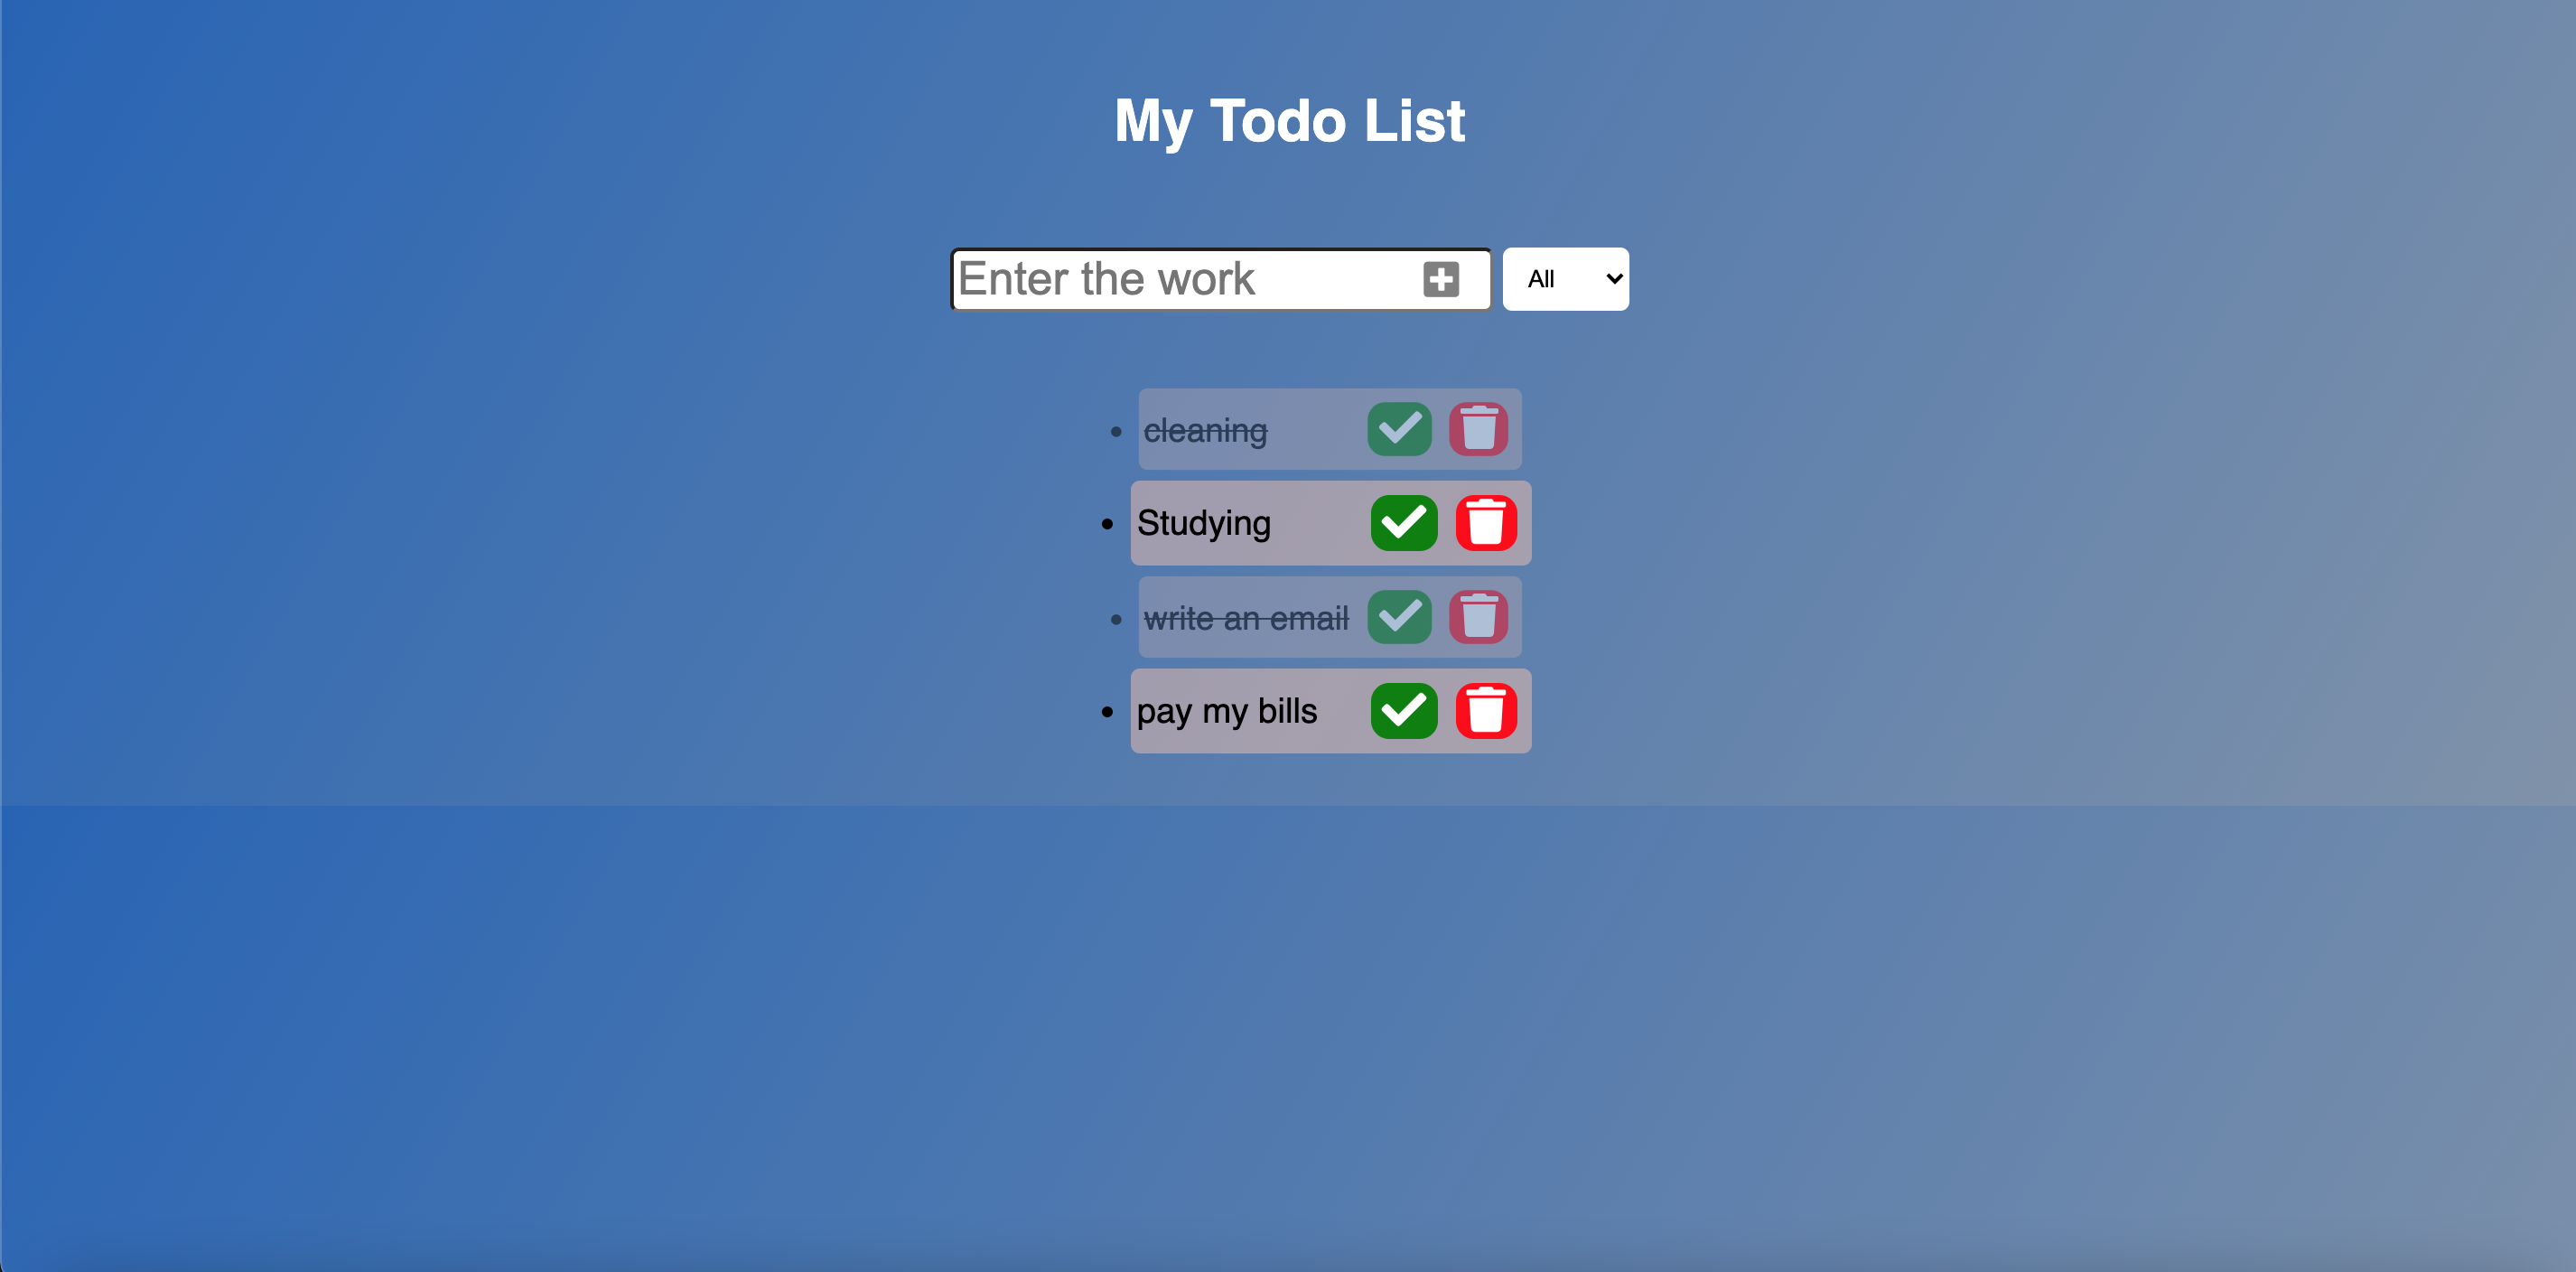 My Todo List
Enter the work
All
cleaning
Studying
write an email
pay my bills